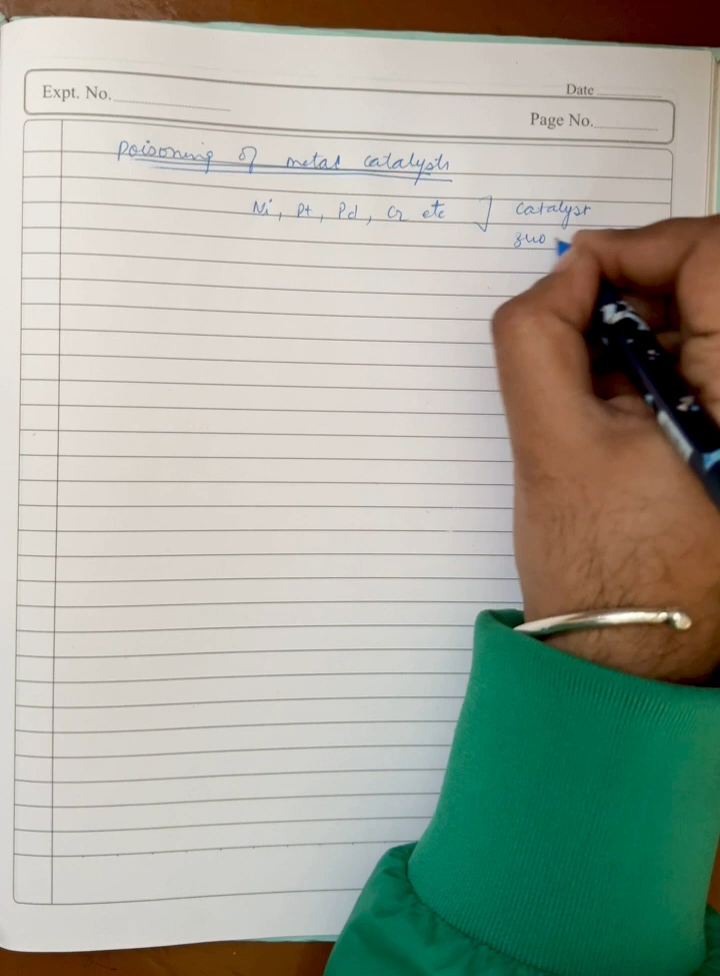 Expt. No.
Date
Page No.
Poisoning of metal catalysts
Ni, Pt, Pd, Cr etc ] catalyst